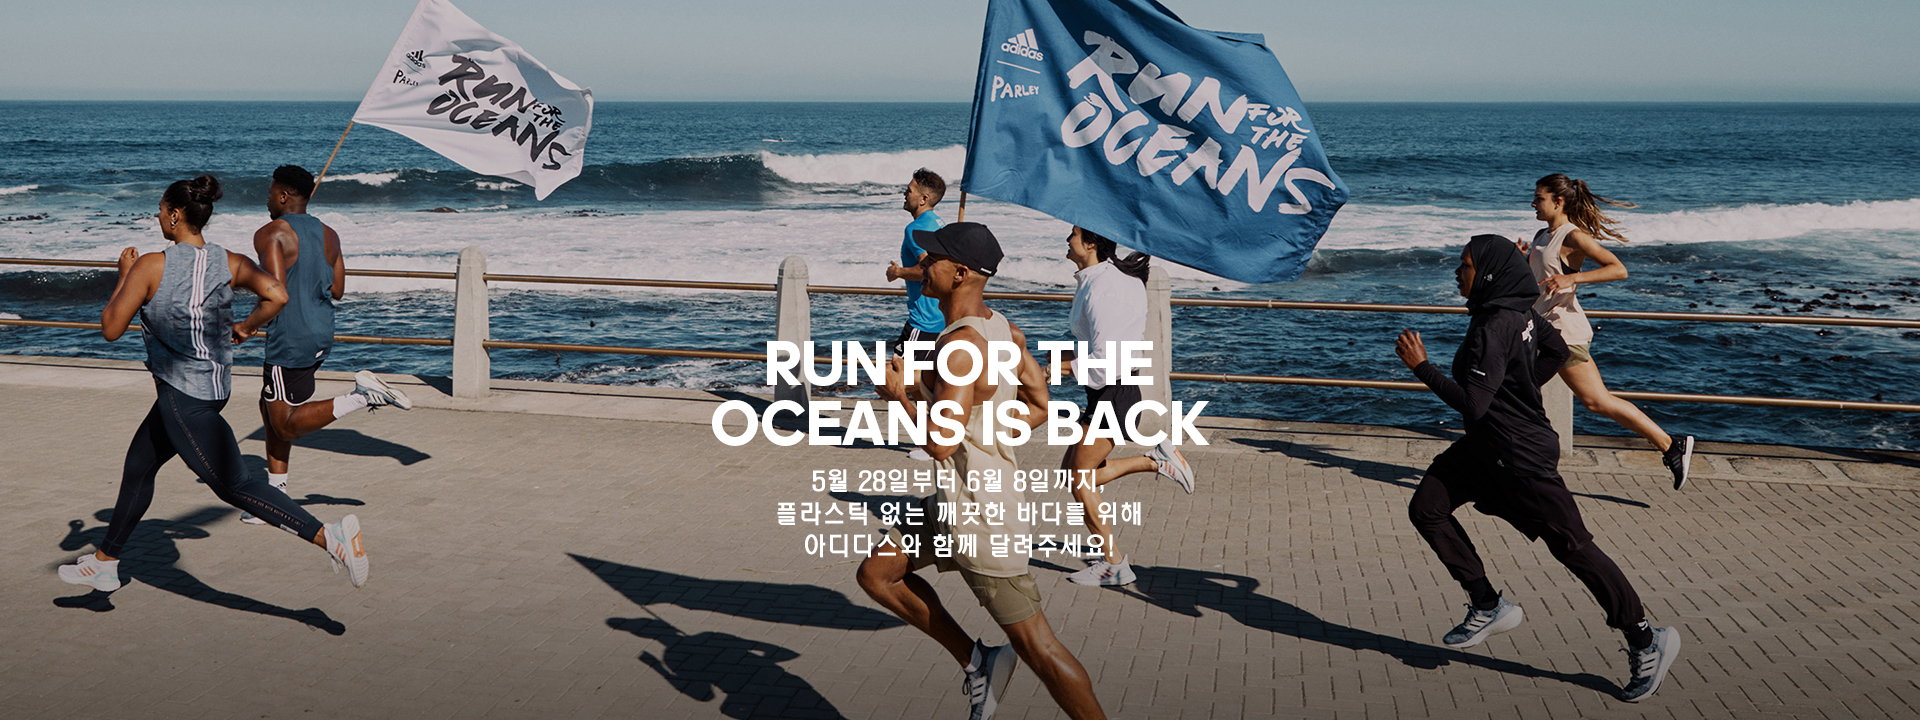 adidas
PARLEY
RUN FOR THE
OCEANS
adidas
PARLEY
RUN FOR THE
OCEANS
RUN FOR THE
OCEANS IS BACK
5월 28일부터 6월 8일까지,
플라스틱 없는 깨끗한 바다를 위해
아디다스와 함께 달려주세요!